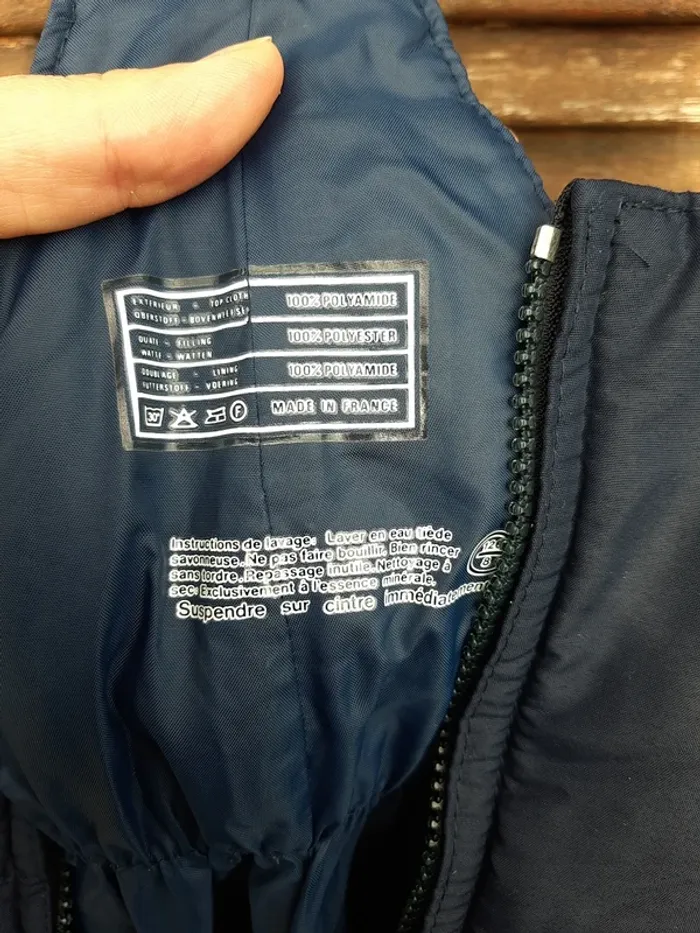 EXTERIEUR - TOP CLOTH
OBERSTOFF - BOVENWEEFSEL
100% POLYAMIDE
OUATE - FILLING
WATTE - WATTEN
100% POLYESTER
DOUBLAGE - LINING
FUTTERSTOFF - VOERING
100% POLYAMIDE
30° F MADE IN FRANCE
Instructions de lavage: Laver en eau tiède
savonneuse. Ne pas faire bouillir. Bien rincer
sans tordre. Repassage inutile. Nettoyage à
sec Exclusivement à l'essence minérale.
Suspendre sur cintre immédiatement